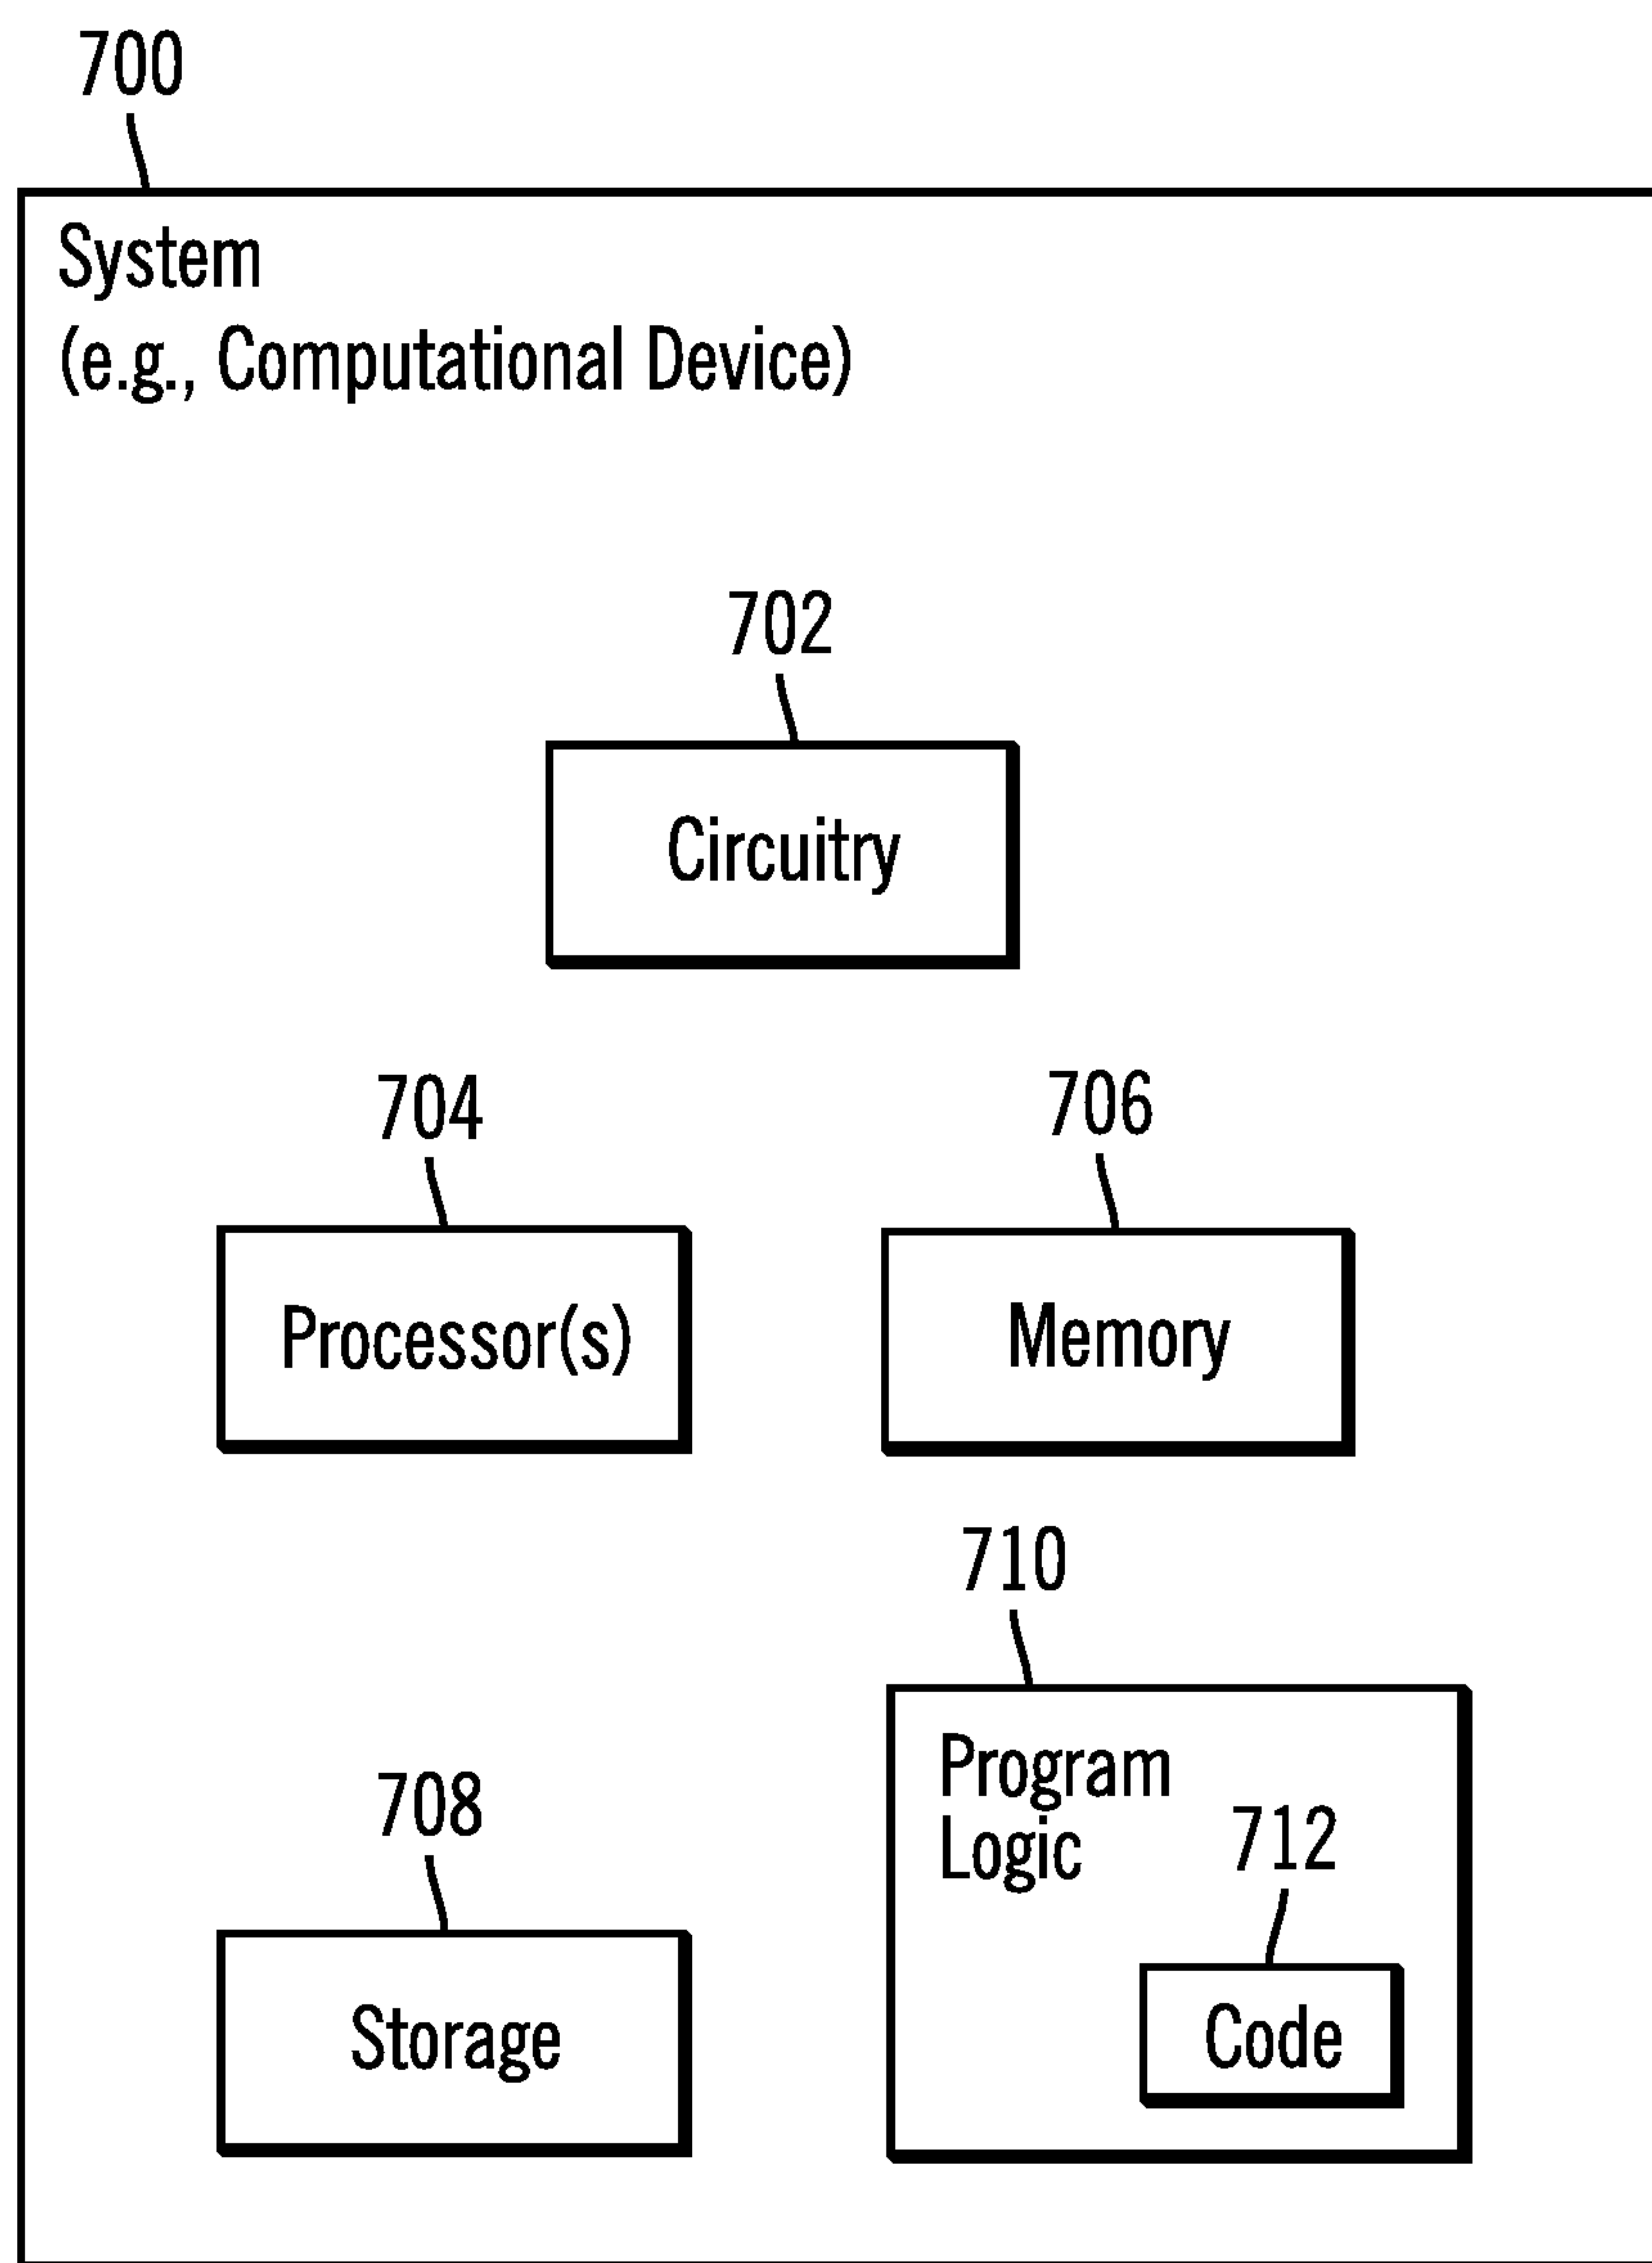 700
System
(e.g., Computational Device)
702
Circuitry
704
706
Processor(s)
Memory
710
Program
Logic
708
712
Storage
Code